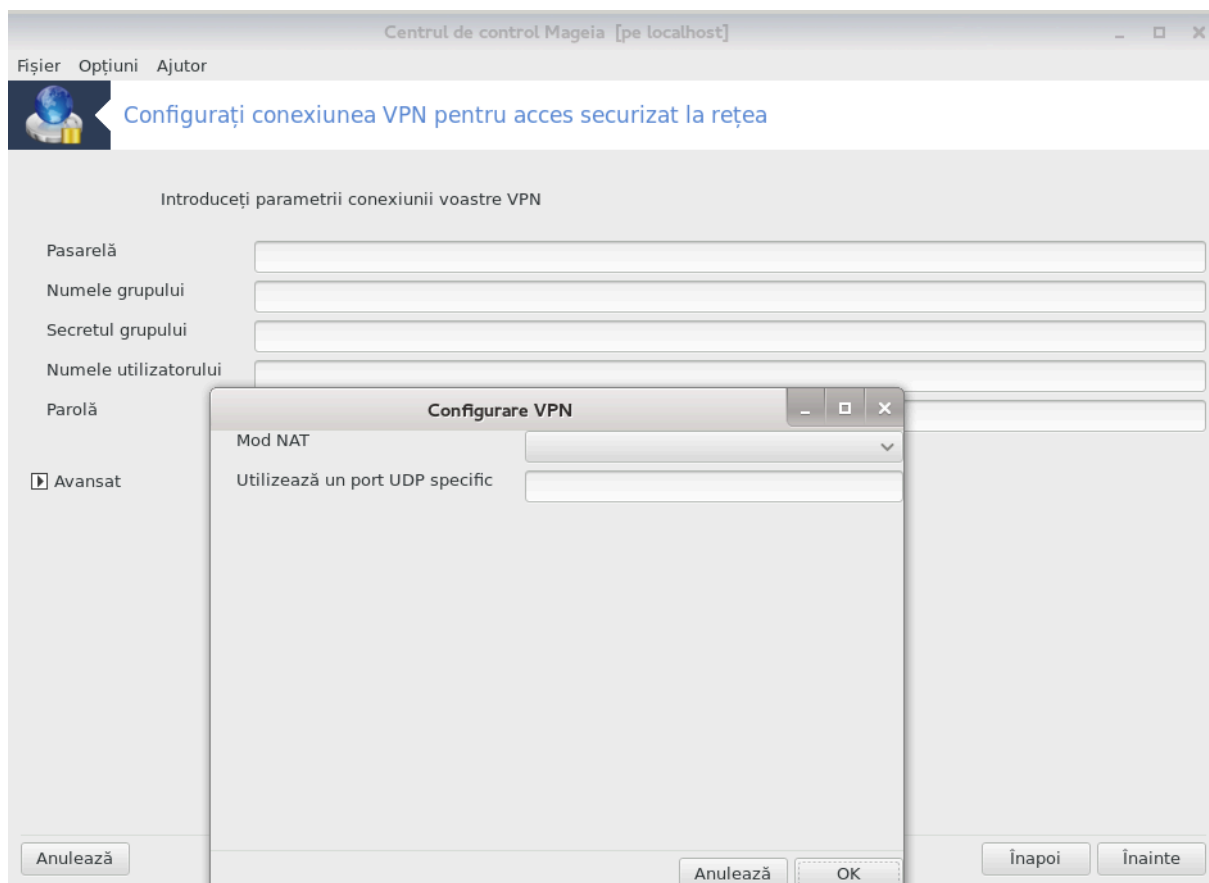 Centrul de control Mageia [pe localhost]
Fișier Opțiuni Ajutor
Configurați conexiunea VPN pentru acces securizat la rețea
Introduceți parametrii conexiunii voastre VPN
Pasarelă
Numele grupului
Secretul grupului
Numele utilizatorului
Parolă
Avansat
Configurare VPN
Mod NAT
Utilizează un port UDP specific
Anulează OK
Anulează Înapoi Înainte